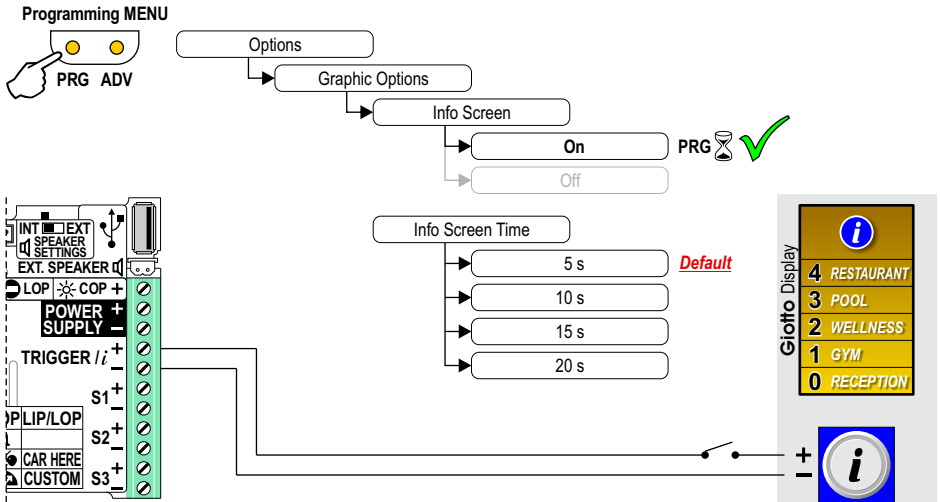 Programming MENU
PRG ADV
Options
Graphic Options
Info Screen
On
PRG
Off
Info Screen Time
5 s
Default
10 s
15 s
20 s
INT EXT
SPEAKER
SETTINGS
EXT. SPEAKER
LOP COP +
POWER +
SUPPLY –
TRIGGER / i +
–
S1 +
–
LIP/LOP
S2 +
–
CAR HERE
CUSTOM
S3 +
–
Giotto Display
i
4 RESTAURANT
3 POOL
2 WELLNESS
1 GYM
0 RECEPTION
+
–
i